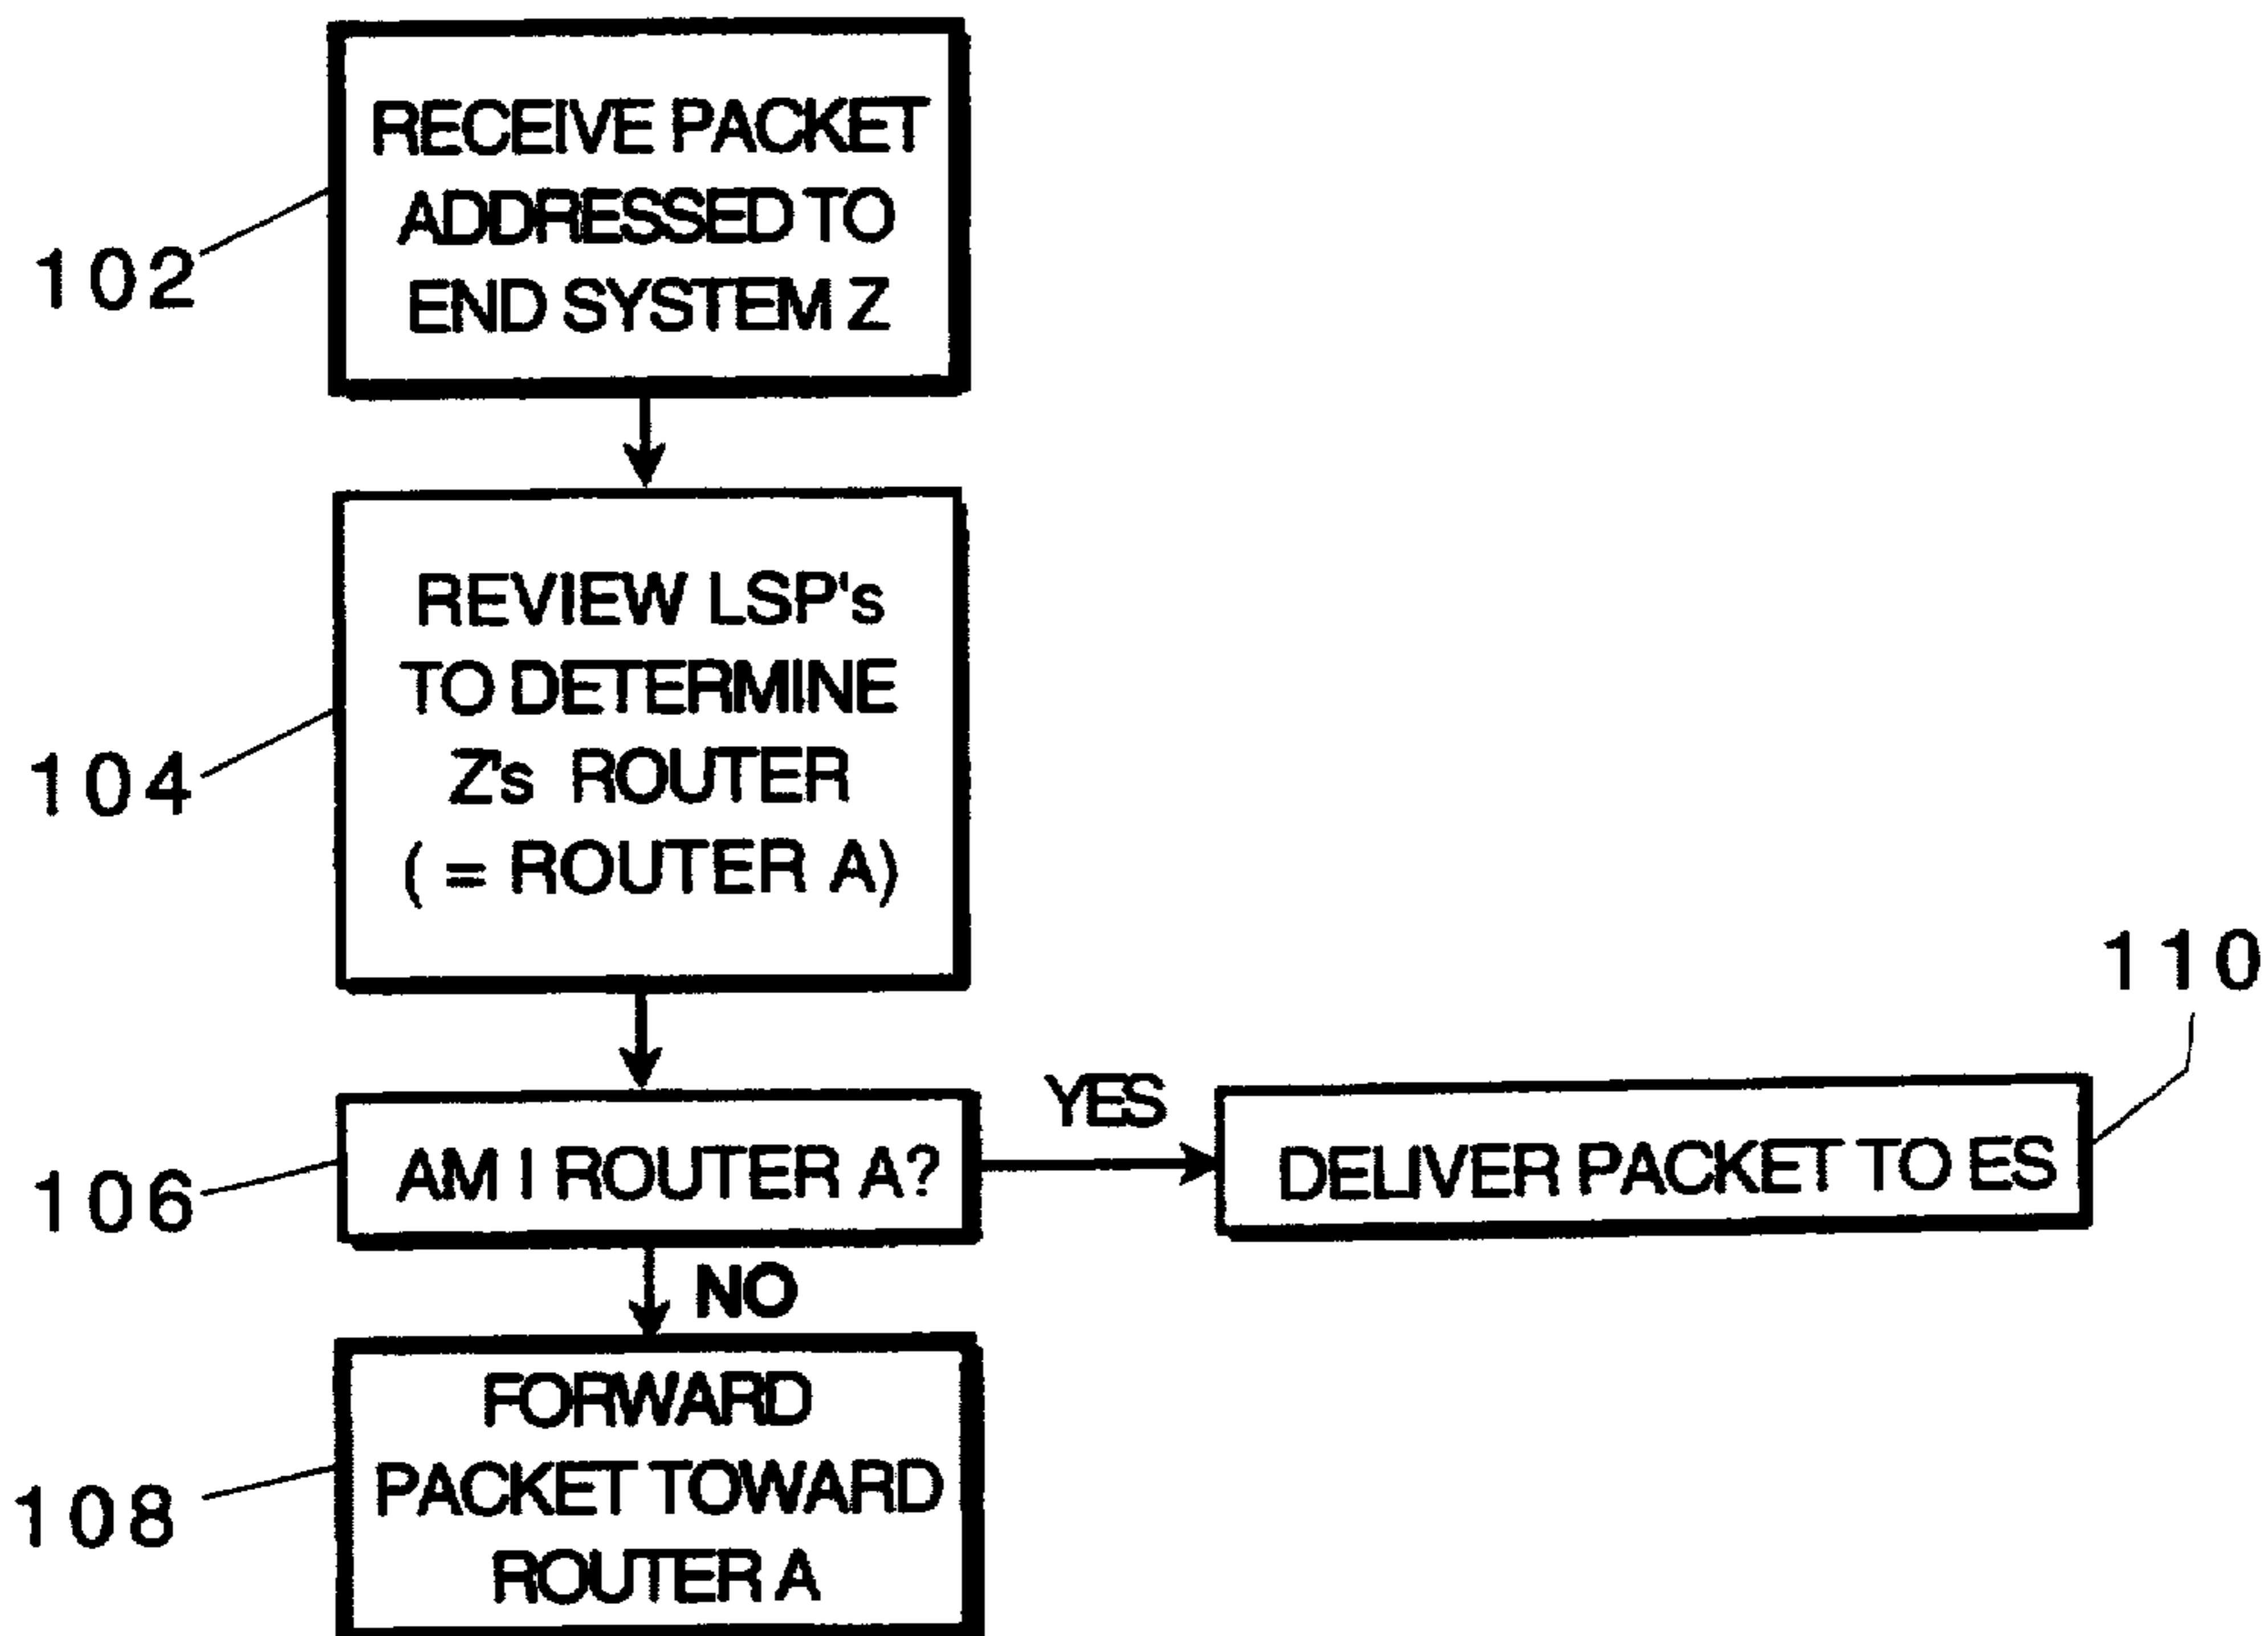 RECEIVE PACKET
ADDRESSED TO
END SYSTEM Z
102
REVIEW LSP's
TO DETERMINE
Z's ROUTER
( = ROUTER A)
104
110
AM I ROUTER A?
106
YES
DELIVER PACKET TO ES
NO
FORWARD
PACKET TOWARD
ROUTER A
108